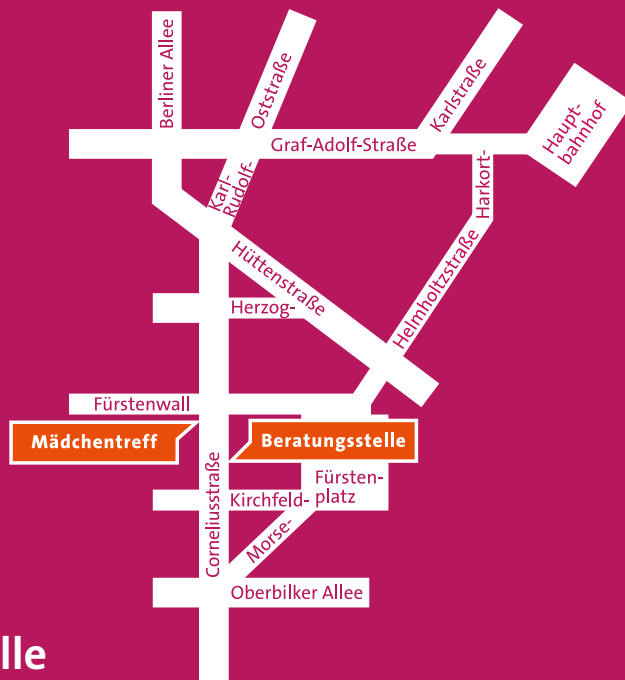 Berliner Allee
Oststraße
Karlstraße
Haupt-
bahnhof
Graf-Adolf-Straße
Karl-
Rudolf-
Harkort-
Hüttenstraße
Helmholtzstraße
Herzog-
Fürstenwall
Mädchentreff
Beratungsstelle
Corneliusstraße
Fürsten-
platz
Kirchfeld-
Morse-
Oberbilker Allee
lle